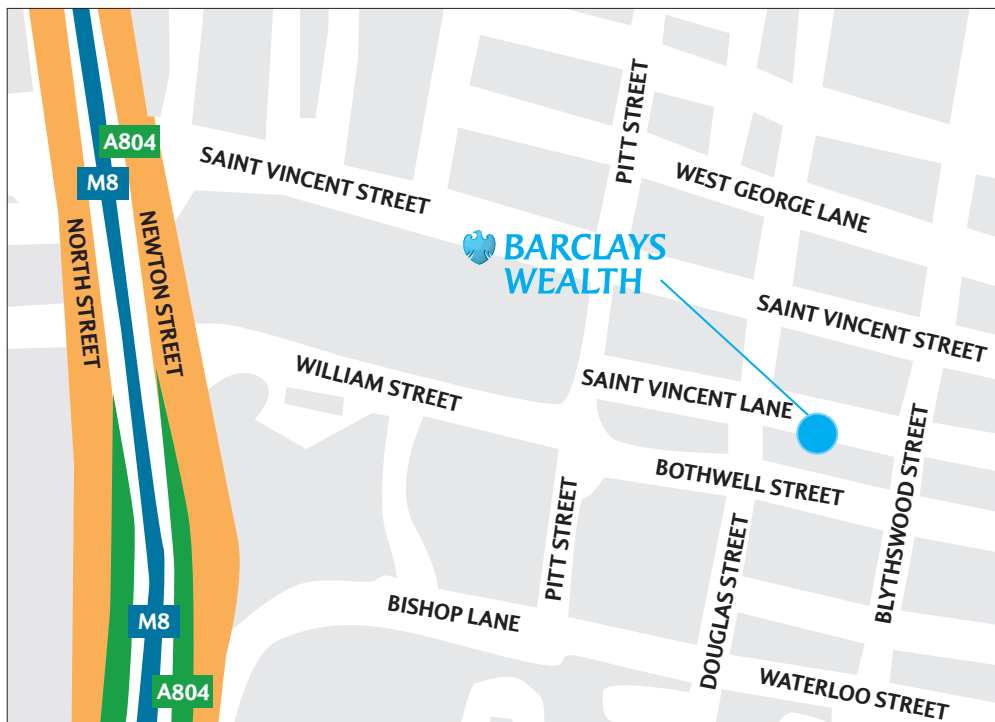 PITT STREET
A804
SAINT VINCENT STREET
WEST GEORGE LANE
M8
NORTH STREET
NEWTON STREET
BARCLAYS
WEALTH
SAINT VINCENT STREET
WILLIAM STREET
SAINT VINCENT LANE
BLYTHSWOOD STREET
BOTHWELL STREET
PITT STREET
DOUGLAS STREET
BISHOP LANE
M8
A804
WATERLOO STREET